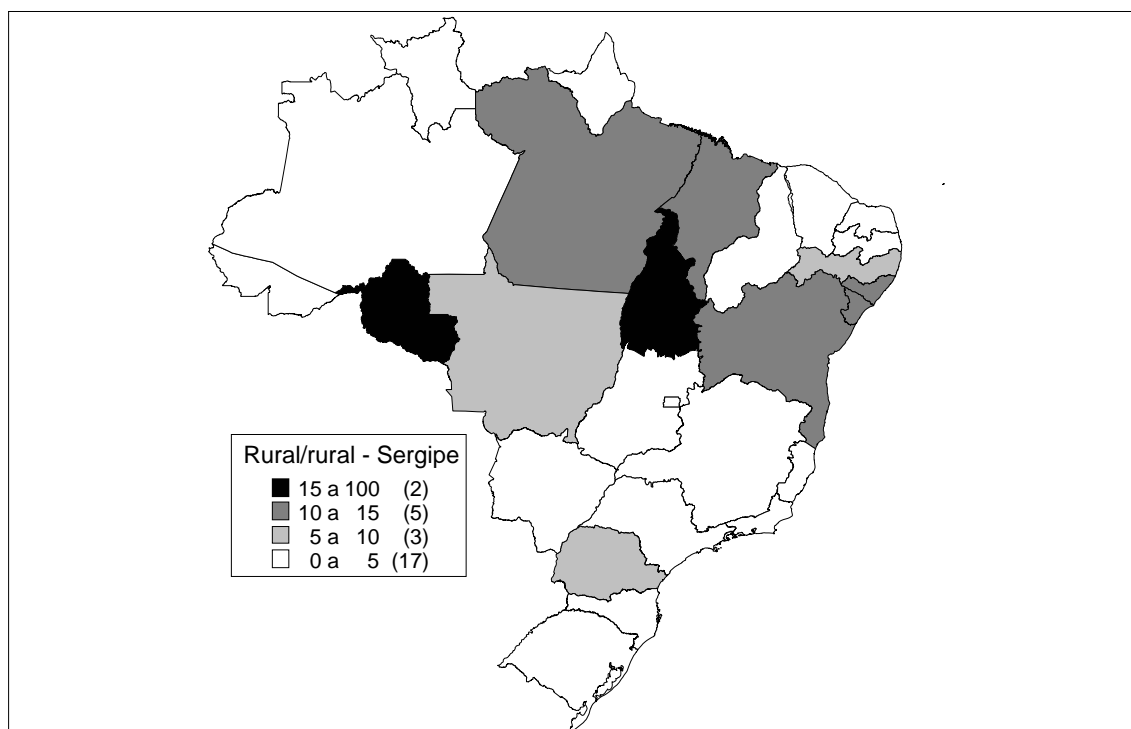 Rural/rural - Sergipe
15 a 100 (2)
10 a 15 (5)
5 a 10 (3)
0 a 5 (17)